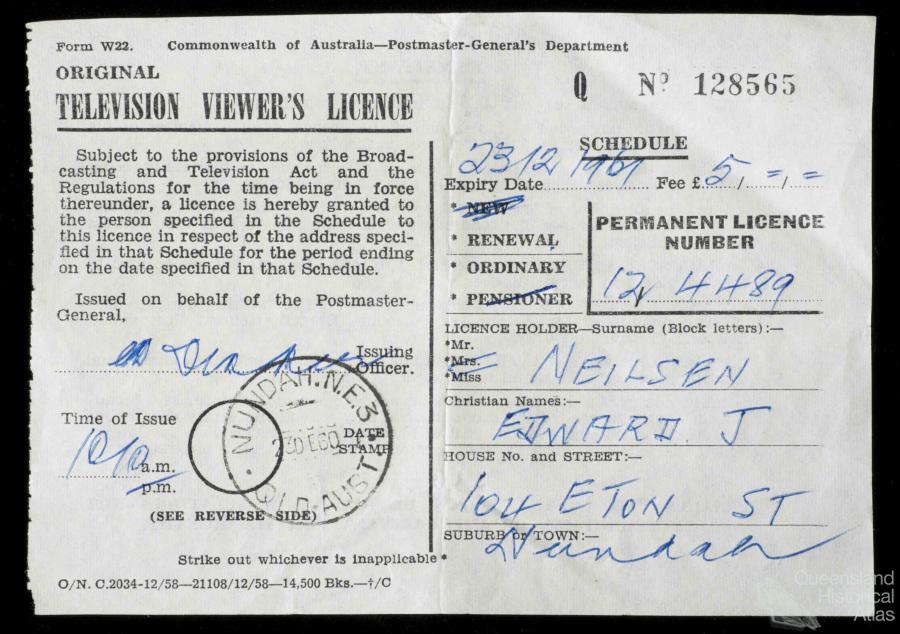 Form W22. Commonwealth of Australia—Postmaster-General's Department
ORIGINAL
TELEVISION VIEWER'S LICENCE
Q Nº 128565
Subject to the provisions of the Broad-
casting and Television Act and the
Regulations for the time being in force
thereunder, a licence is hereby granted to
the person specified in the Schedule to
this licence in respect of the address speci-
fied in that Schedule for the period ending
on the date specified in that Schedule.
Issued on behalf of the Postmaster-
General,
Issuing
Officer.
Time of Issue
10/10 a.m.
p.m.
NUNDAH.N.E.3
23DE60
QLD. AUST.
DATE
STAMP
(SEE REVERSE SIDE)
Strike out whichever is inapplicable *
O/N. C.2034-12/58—21108/12/58—14,500 Bks.—†/C
SCHEDULE
Expiry Date 23/12/1961 Fee £ 5/=/=
* NEW
* RENEWAL
* ORDINARY
* PENSIONER
PERMANENT LICENCE
NUMBER
12 4489
LICENCE HOLDER—Surname (Block letters):—
*Mr.
*Mrs.
*Miss
NEILSEN
Christian Names:—
EDWARD. J
HOUSE No. and STREET:—
104 ETON ST
SUBURB or TOWN:—
Nundah
Queensland
Historical
Atlas